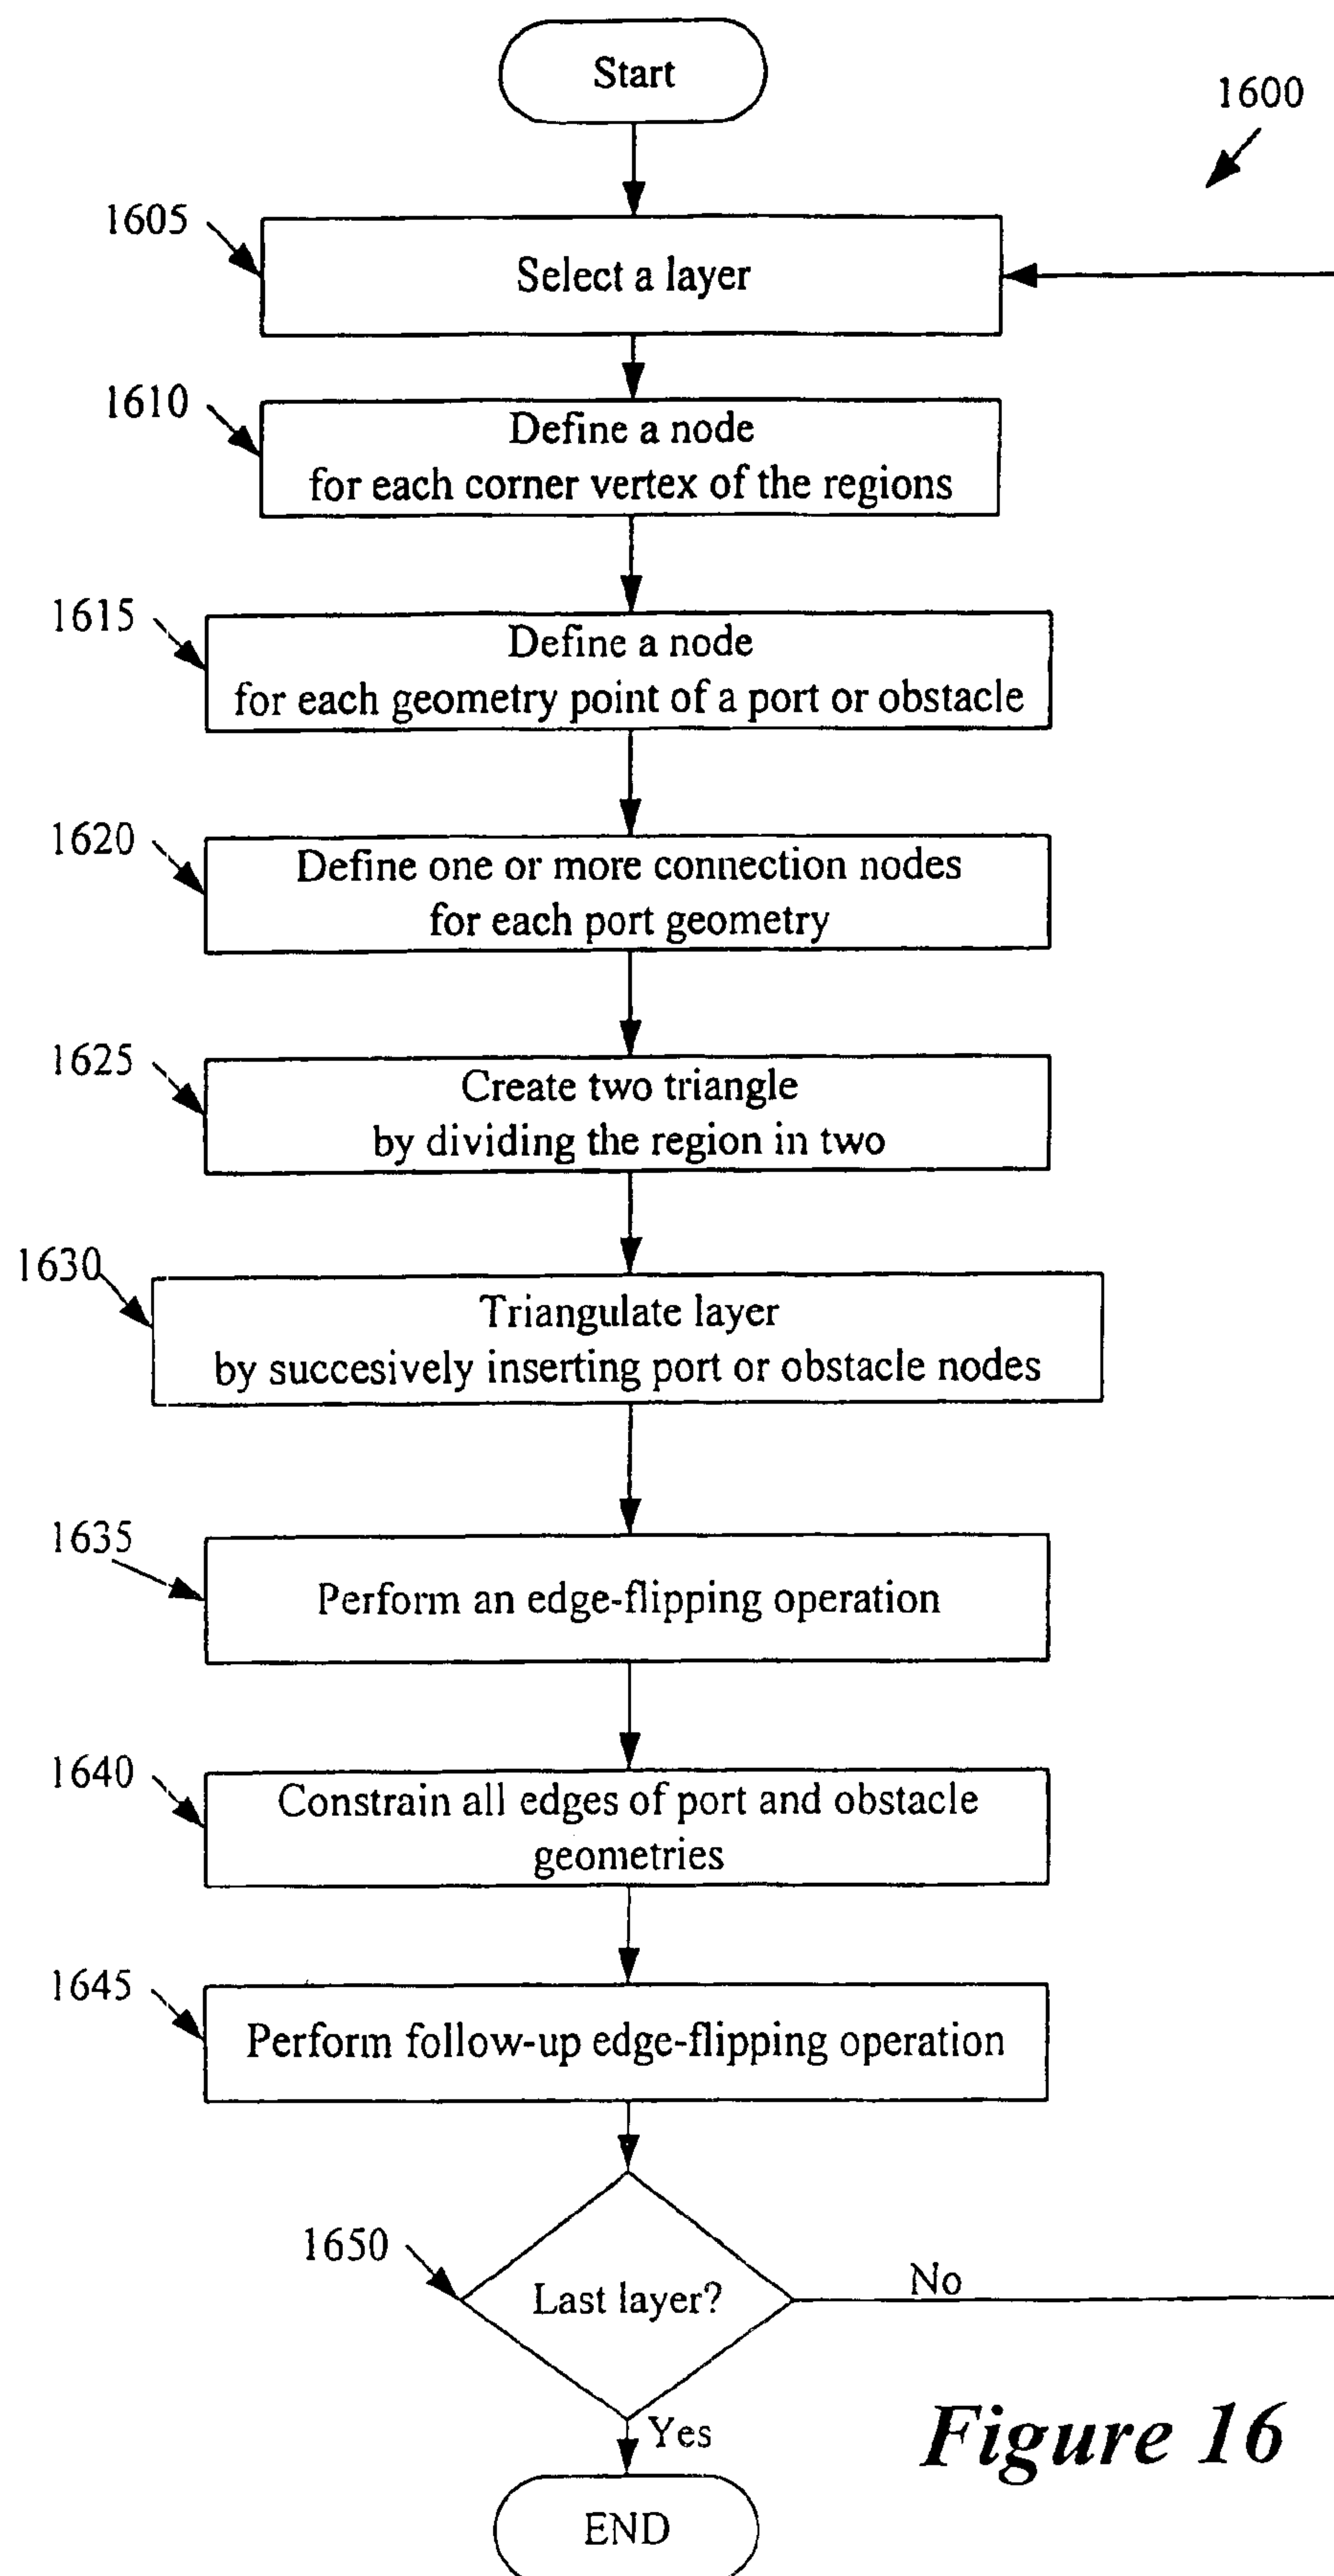 Start
1600
1605
Select a layer
1610
Define a node
for each corner vertex of the regions
1615
Define a node
for each geometry point of a port or obstacle
1620
Define one or more connection nodes
for each port geometry
1625
Create two triangle
by dividing the region in two
1630
Triangulate layer
by succesively inserting port or obstacle nodes
1635
Perform an edge-flipping operation
1640
Constrain all edges of port and obstacle
geometries
1645
Perform follow-up edge-flipping operation
1650
Last layer?
No
Yes
Figure 16
END